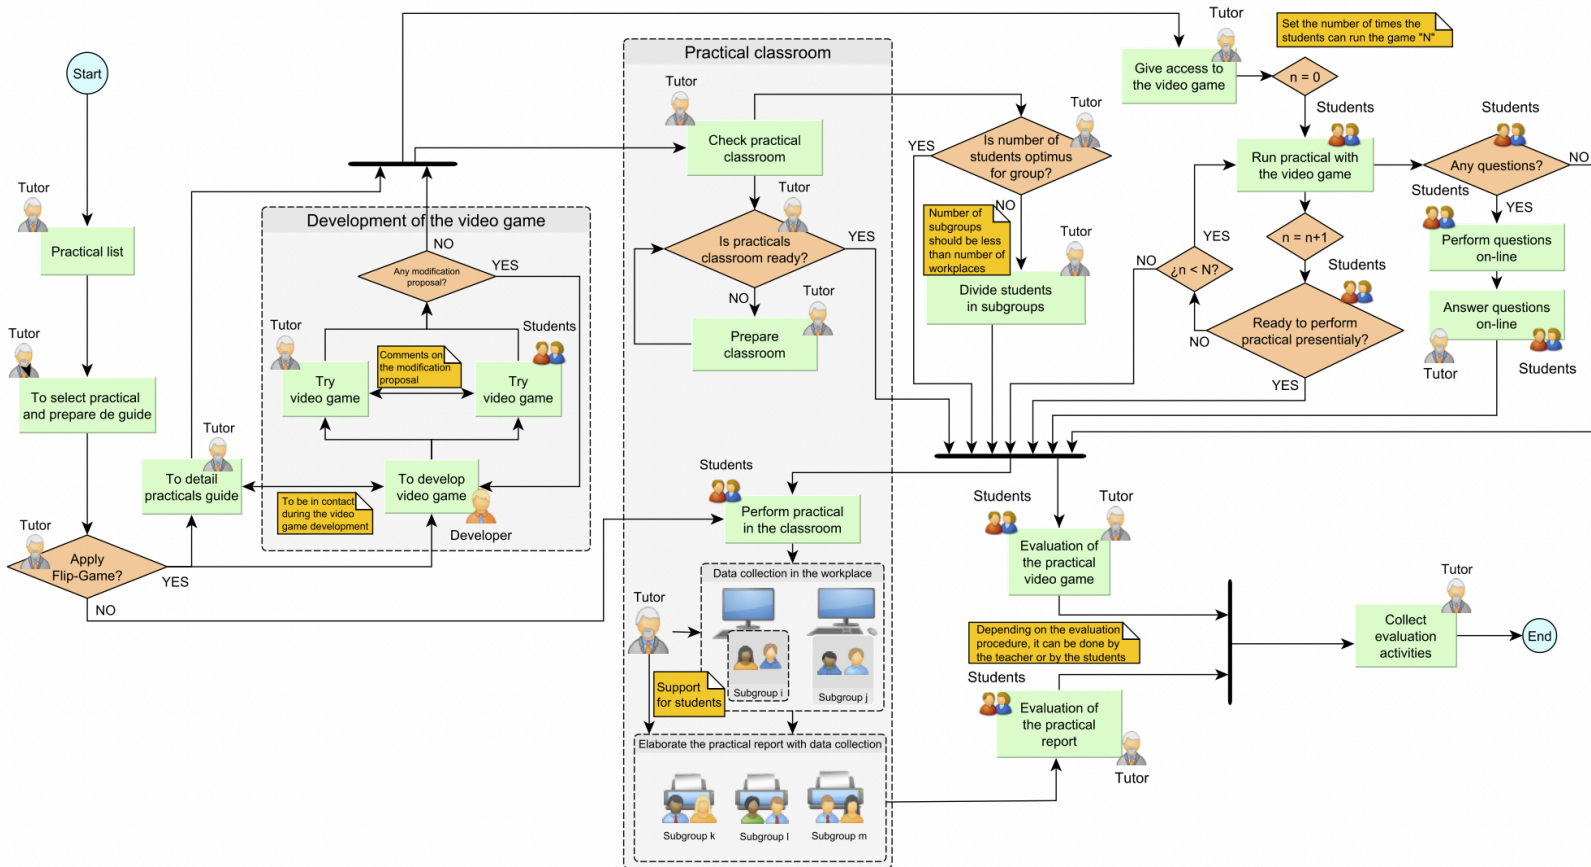 Start
Tutor
Practical list
Tutor
To select practical
and prepare de guide
Tutor
Apply
Flip-Game?
YES
NO
Tutor
To detail
practicals guide
Development of the video game
NO
Any modification
proposal?
YES
Tutor
Try
video game
Comments on
the modification
proposal
Students
Try
video game
To develop
video game
Developer
To be in contact
during the video
game development
Practical classroom
Tutor
Check practical
classroom
Tutor
Is practicals
classroom ready?
YES
NO
Tutor
Prepare
classroom
Students
Perform practical
in the classroom
Data collection in the workplace
Subgroup i
Subgroup j
Tutor
Support
for students
Elaborate the practical report with data collection
Subgroup k
Subgroup l
Subgroup m
Tutor
Is number of
students optimus
for group?
YES
NO
Number of
subgroups
should be less
than number of
workplaces
Tutor
Divide students
in subgroups
Tutor
Give access to
the video game
Set the number of times the
students can run the game "N"
n = 0
Students
Run practical with
the video game
n = n+1
Students
Ready to perform
practical presentialy?
NO
YES
¿n < N?
YES
NO
Students
Any questions?
NO
YES
Students
Perform questions
on-line
Answer questions
on-line
Tutor
Students
Students
Tutor
Evaluation of
the practical
video game
Depending on the evaluation
procedure, it can be done by
the teacher or by the students
Students
Evaluation of
the practical
report
Tutor
Tutor
Collect
evaluation
activities
End